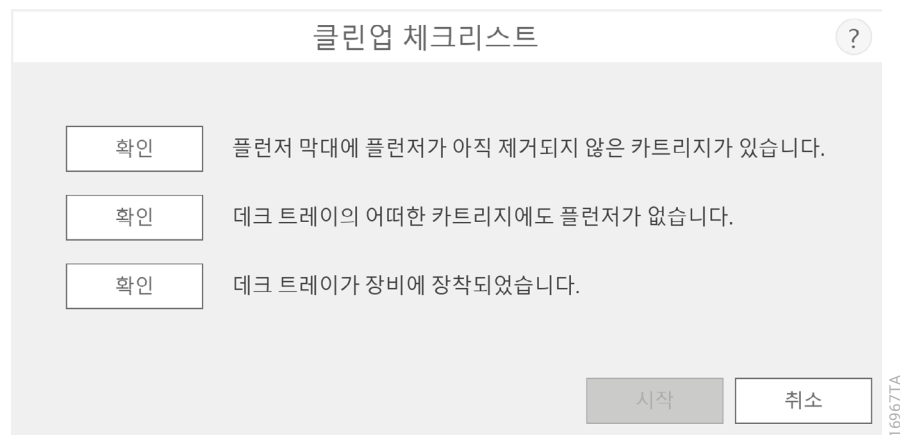 클린업 체크리스트
?
확인
플런저 막대에 플런저가 아직 제거되지 않은 카트리지가 있습니다.
확인
데크 트레이의 어떠한 카트리지에도 플런저가 없습니다.
확인
데크 트레이가 장비에 장착되었습니다.
시작
취소
16967TA